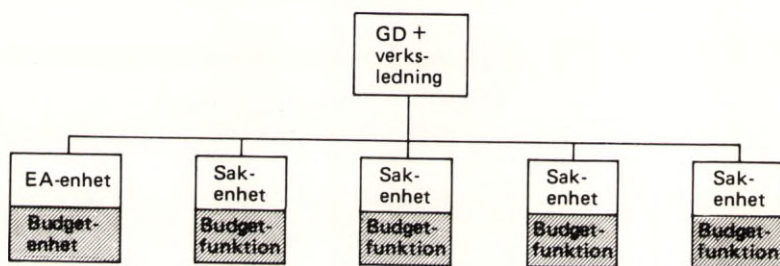 GD +
verks-
ledning
EA-enhet
Budget-
enhet
Sak-
enhet
Budget-
funktion
Sak-
enhet
Budget-
funktion
Sak-
enhet
Budget-
funktion
Sak-
enhet
Budget-
funktion